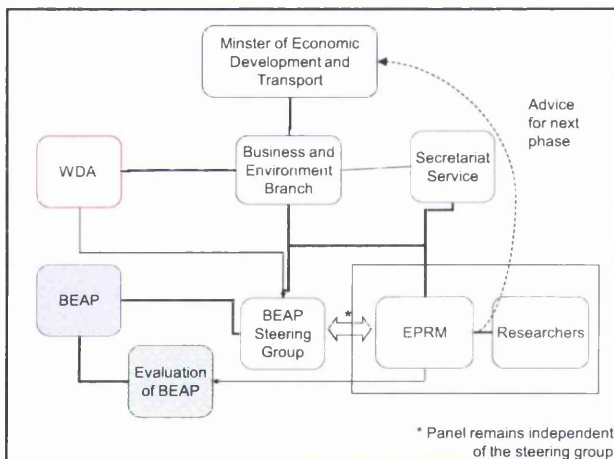 Minster of Economic
Development and
Transport
Advice
for next
phase
WDA
Business and
Environment
Branch
Secretariat
Service
BEAP
BEAP
Steering
Group
*
EPRM
Researchers
Evaluation
of BEAP
* Panel remains independent
of the steering group